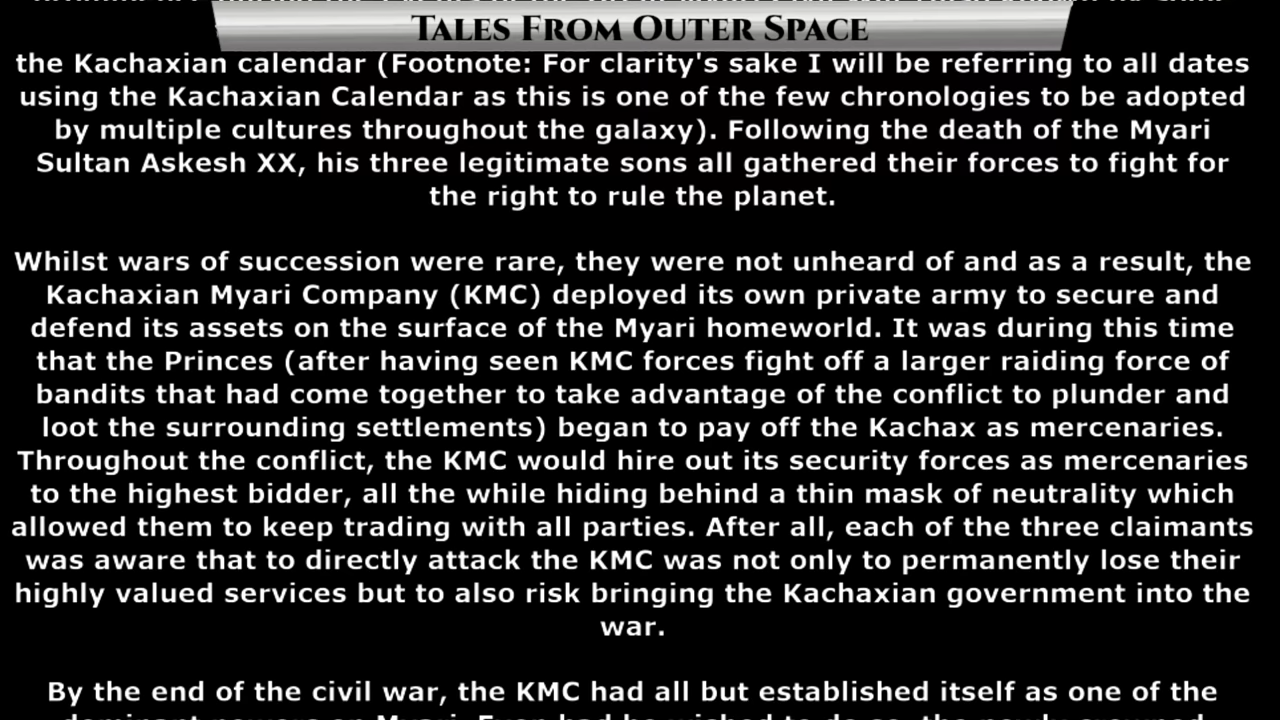 Tales From Outer Space
the Kachaxian calendar (Footnote: For clarity's sake I will be referring to all dates
using the Kachaxian Calendar as this is one of the few chronologies to be adopted
by multiple cultures throughout the galaxy). Following the death of the Myari
Sultan Askesh XX, his three legitimate sons all gathered their forces to fight for
the right to rule the planet.
Whilst wars of succession were rare, they were not unheard of and as a result, the
Kachaxian Myari Company (KMC) deployed its own private army to secure and
defend its assets on the surface of the Myari homeworld. It was during this time
that the Princes (after having seen KMC forces fight off a larger raiding force of
bandits that had come together to take advantage of the conflict to plunder and
loot the surrounding settlements) began to pay off the Kachax as mercenaries.
Throughout the conflict, the KMC would hire out its security forces as mercenaries
to the highest bidder, all the while hiding behind a thin mask of neutrality which
allowed them to keep trading with all parties. After all, each of the three claimants
was aware that to directly attack the KMC was not only to permanently lose their
highly valued services but to also risk bringing the Kachaxian government into the
war.
By the end of the civil war, the KMC had all but established itself as one of the